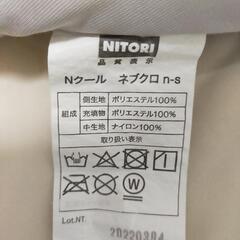 NITORI
品質表示
Nクール ネブクロ n-s
組成
側生地 ポリエステル100%
充填物 ポリエステル100%
中生地 ナイロン100%
取り扱い表示
W
Lot.NT.
20220304